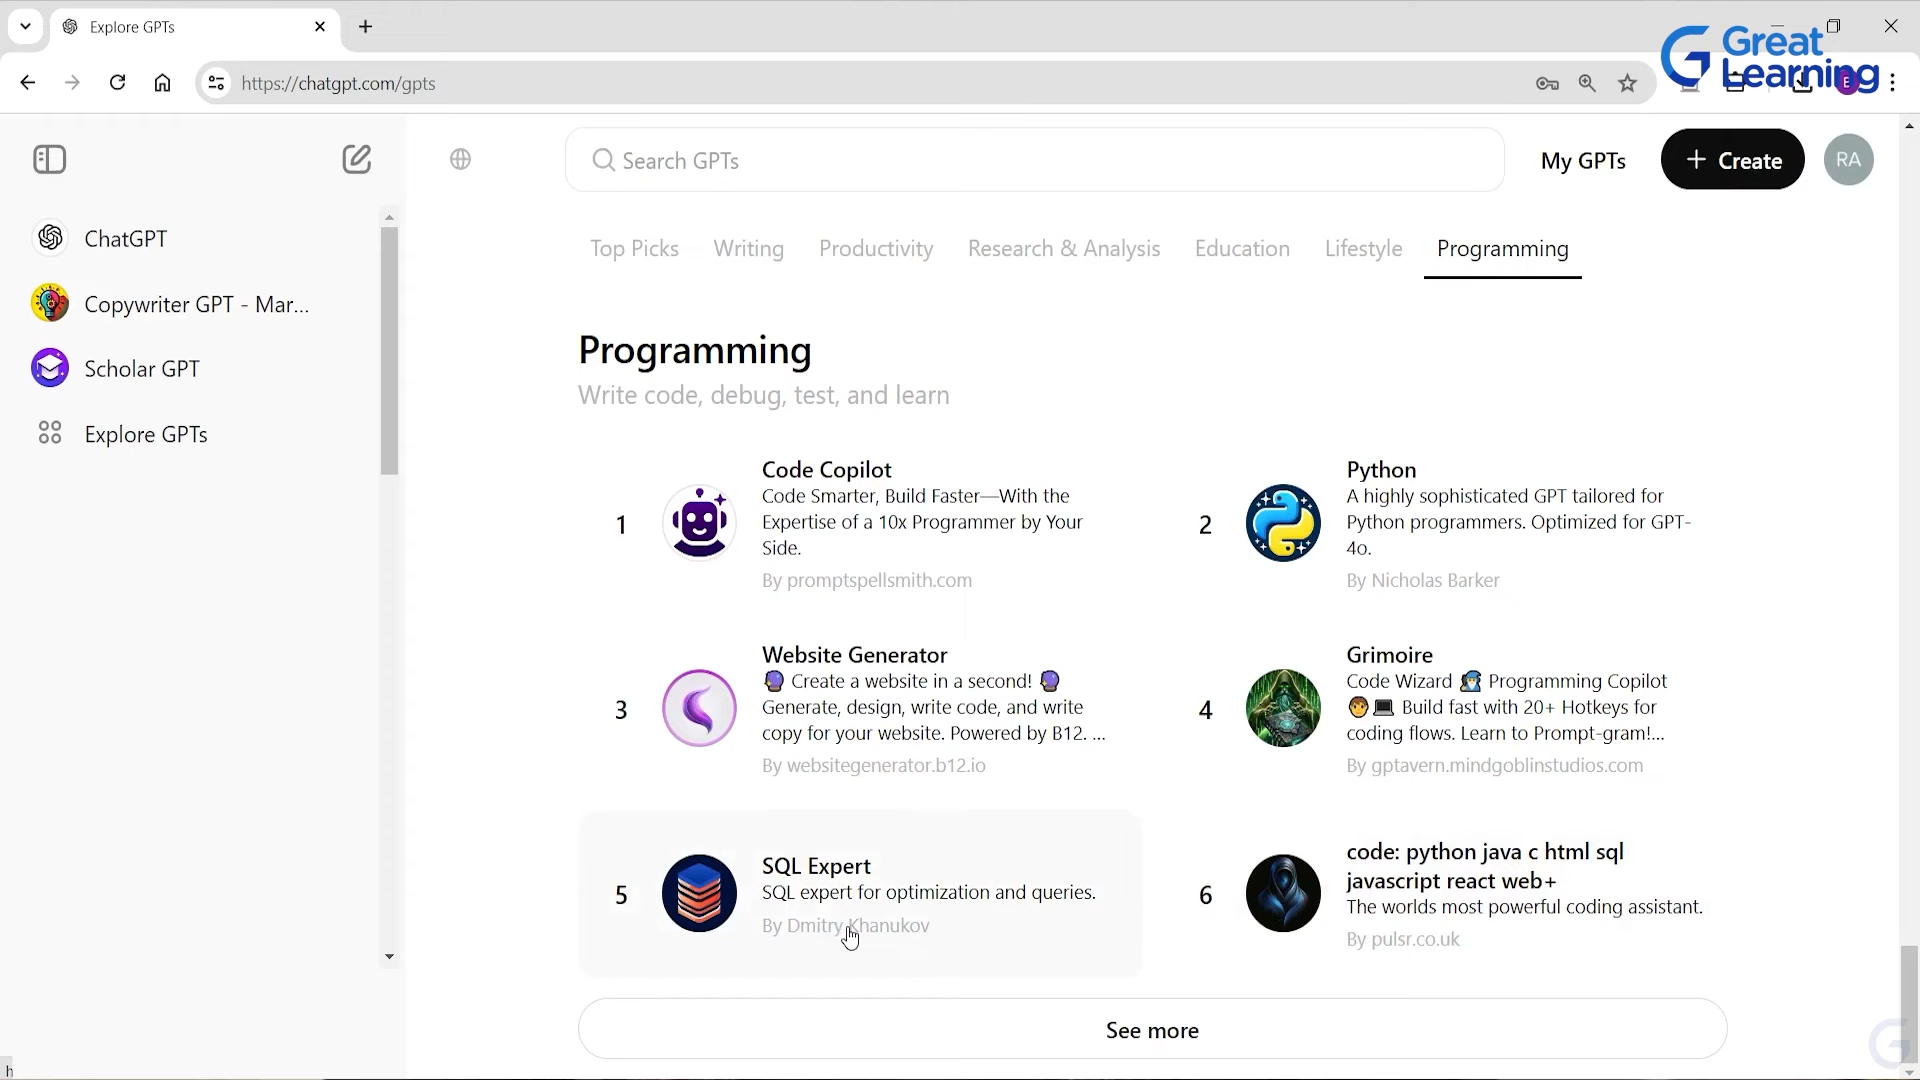 Explore GPTs
Great
Learning
https://chatgpt.com/gpts
E
Search GPTs
My GPTs
+ Create
RA
ChatGPT
Copywriter GPT - Mar...
Scholar GPT
Explore GPTs
Top Picks
Writing
Productivity
Research & Analysis
Education
Lifestyle
Programming
Programming
Write code, debug, test, and learn
1
Code Copilot
Code Smarter, Build Faster—With the
Expertise of a 10x Programmer by Your
Side.
By promptspellsmith.com
2
Python
A highly sophisticated GPT tailored for
Python programmers. Optimized for GPT-
4o.
By Nicholas Barker
3
Website Generator
🔮 Create a website in a second! 🔮
Generate, design, write code, and write
copy for your website. Powered by B12. ...
By websitegenerator.b12.io
4
Grimoire
Code Wizard 🧙‍♂️ Programming Copilot
🧑‍💻 Build fast with 20+ Hotkeys for
coding flows. Learn to Prompt-gram!...
By gptavern.mindgoblinstudios.com
5
SQL Expert
SQL expert for optimization and queries.
By Dmitry Khanukov
6
code: python java c html sql
javascript react web+
The worlds most powerful coding assistant.
By pulsr.co.uk
See more
h